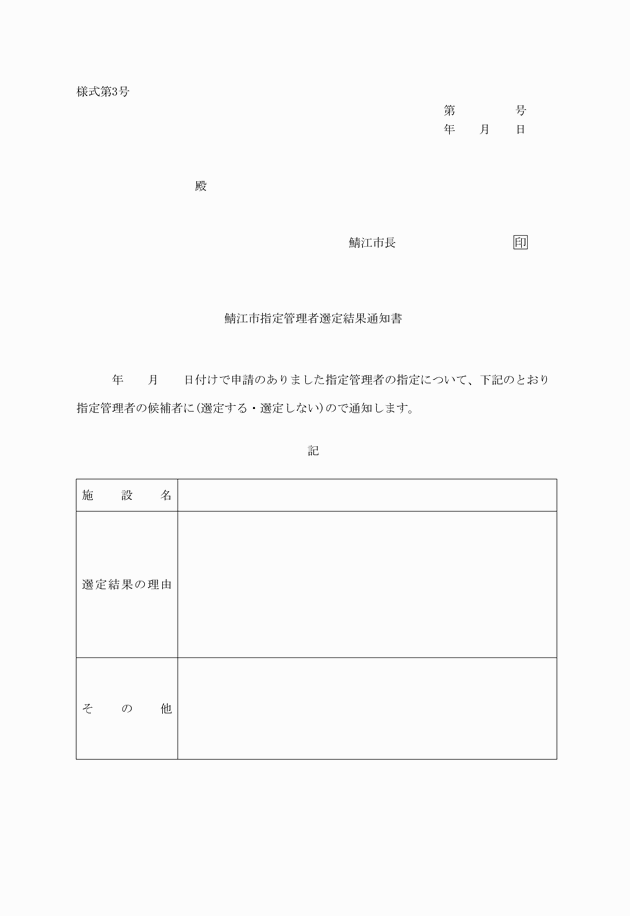 様式第3号
第　　　　　号
年　　月　　日
殿
鯖江市長　　　　　　　　　　印
鯖江市指定管理者選定結果通知書
年　　月　　日付けで申請のありました指定管理者の指定について、下記のとおり
指定管理者の候補者に(選定する・選定しない)ので通知します。
記
施　設　名
選定結果の理由
そ　の　他